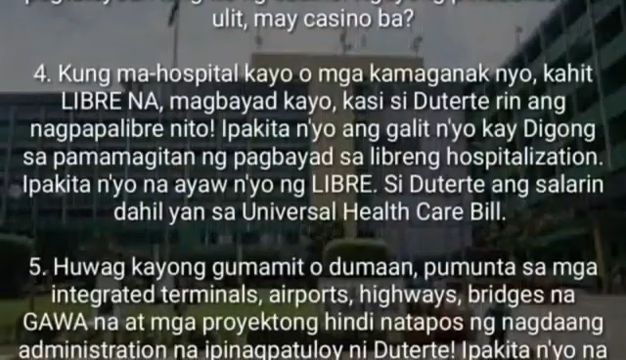 ulit, may casino ba?
4. Kung ma-hospital kayo o mga kamaganak nyo, kahit
LIBRE NA, magbayad kayo, kasi si Duterte rin ang
nagpapalibre nito! Ipakita n'yo ang galit n'yo kay Digong
sa pamamagitan ng pagbayad sa libreng hospitalization.
Ipakita n'yo na ayaw n'yo ng LIBRE. Si Duterte ang salarin
dahil yan sa Universal Health Care Bill.
5. Huwag kayong gumamit o dumaan, pumunta sa mga
integrated terminals, airports, highways, bridges na
GAWA na at mga proyektong hindi natapos ng nagdaang
administration na ipinagpatuloy ni Duterte! Ipakita n'yo na